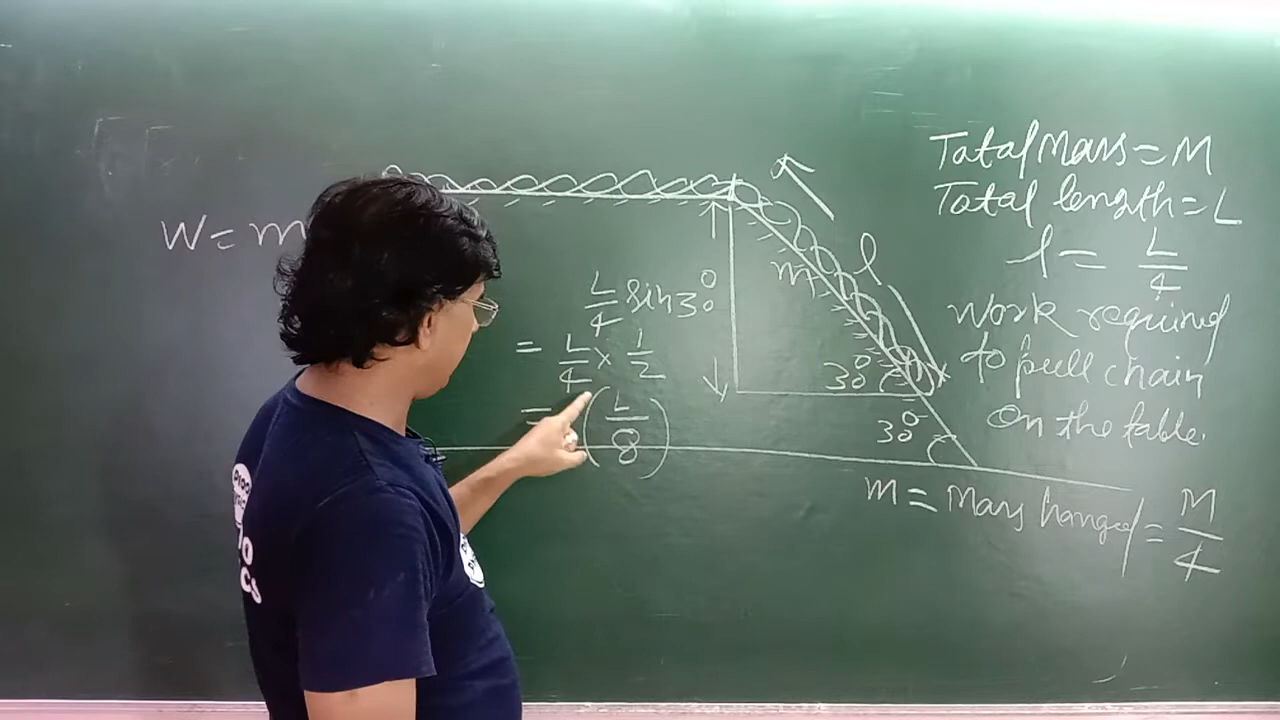 W = m
Total Mass = M
Total length = L
l = L/4
Work required
to pull chain
on the table.
m
l
L/4 sin 30°
= L/4 × 1/2
= (L/8)
30°
30°
m = Mass hanged = M/4